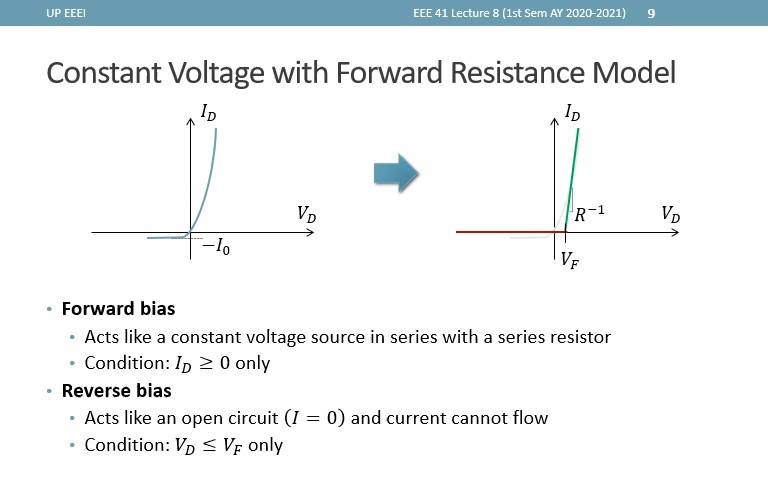 UP EEEI
EEE 41 Lecture 8 (1st Sem AY 2020-2021) 9
Constant Voltage with Forward Resistance Model
I_D
V_D
−I_0
I_D
R^{−1}
V_D
V_F
• Forward bias
• Acts like a constant voltage source in series with a series resistor
• Condition: I_D ≥ 0 only
• Reverse bias
• Acts like an open circuit (I = 0) and current cannot flow
• Condition: V_D ≤ V_F only